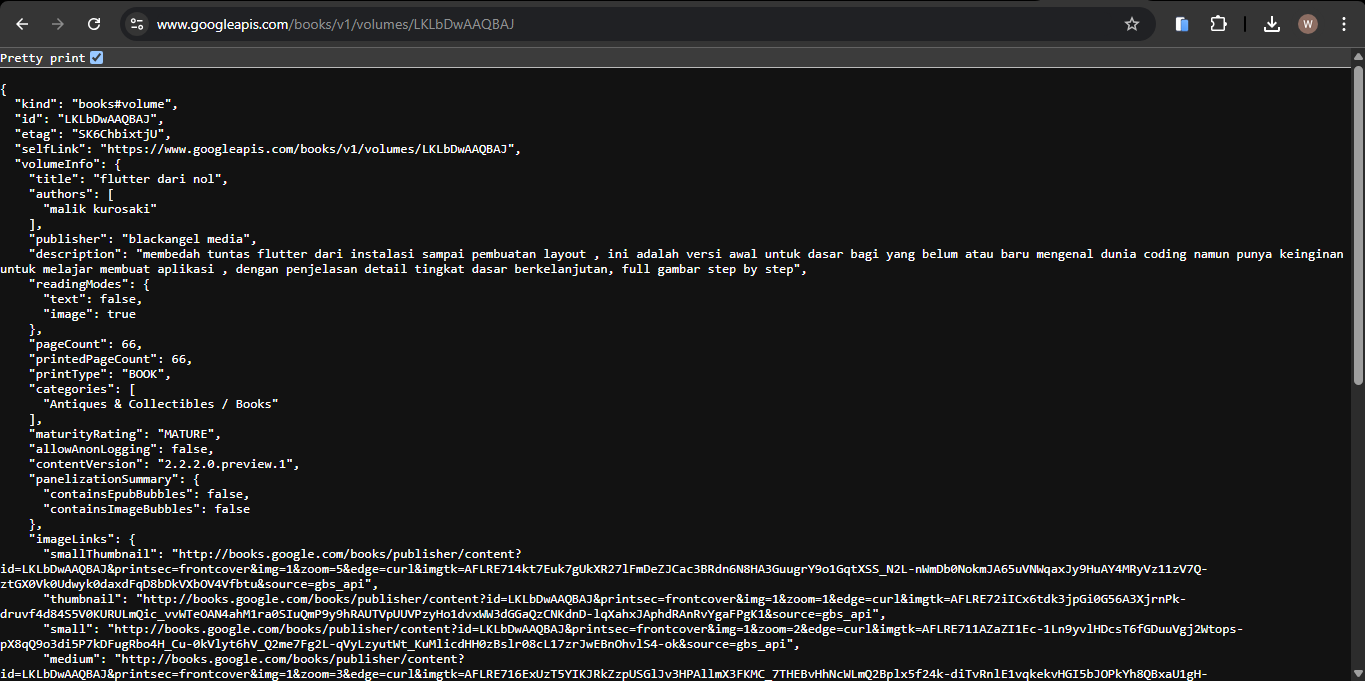 www.googleapis.com/books/v1/volumes/LKLbDwAAQBAJ
W
Pretty print
{
"kind": "books#volume",
"id": "LKLbDwAAQBAJ",
"etag": "SK6ChbixtjU",
"selfLink": "https://www.googleapis.com/books/v1/volumes/LKLbDwAAQBAJ",
"volumeInfo": {
"title": "flutter dari nol",
"authors": [
"malik kurosaki"
],
"publisher": "blackangel media",
"description": "membedah tuntas flutter dari instalasi sampai pembuatan layout , ini adalah versi awal untuk dasar bagi yang belum atau baru mengenal dunia coding namun punya keinginan
untuk melajar membuat aplikasi , dengan penjelasan detail tingkat dasar berkelanjutan, full gambar step by step",
"readingModes": {
"text": false,
"image": true
},
"pageCount": 66,
"printedPageCount": 66,
"printType": "BOOK",
"categories": [
"Antiques & Collectibles / Books"
],
"maturityRating": "MATURE",
"allowAnonLogging": false,
"contentVersion": "2.2.2.0.preview.1",
"panelizationSummary": {
"containsEpubBubbles": false,
"containsImageBubbles": false
},
"imageLinks": {
"smallThumbnail": "http://books.google.com/books/publisher/content?
id=LKLbDwAAQBAJ&printsec=frontcover&img=1&zoom=5&edge=curl&imgtk=AFLRE714kt7Euk7gUkXR27lFmDeZJCac3BRdn6N8HA3GuugrY9o1GqtXSS_N2L-nWmDb0NokmJA65uVNWqaxJy9HuAY4MRyVz11zV7Q-
ztGX0Vk0Udwyk0daxdFqD8bDkVXbOV4Vfbtu&source=gbs_api",
"thumbnail": "http://books.google.com/books/publisher/content?id=LKLbDwAAQBAJ&printsec=frontcover&img=1&zoom=1&edge=curl&imgtk=AFLRE72iICx6tdk3jpGi0G56A3XjrnPk-
druvf4d84S5V0KURULmQic_vvWTeOAN4ahM1ra0SIuQmP9y9hRAUTVpUUVPzyHo1dvxWW3dGGaQzCNKdnD-lqXahxJAphdRAnRvYgaFPgK1&source=gbs_api",
"small": "http://books.google.com/books/publisher/content?id=LKLbDwAAQBAJ&printsec=frontcover&img=1&zoom=2&edge=curl&imgtk=AFLRE711AZaZI1Ec-1Ln9yvlHDcsT6fGDuuVgj2Wtops-
pX8qQ9o3di5P7kDFugRbo4H_Cu-0kVlyt6hV_Q2me7Fg2L-qVyLzyutWt_KuMlicdHH0zBslr08cL17zrJwEBnOhvlS4-ok&source=gbs_api",
"medium": "http://books.google.com/books/publisher/content?
id=LKLbDwAAQBAJ&printsec=frontcover&img=1&zoom=3&edge=curl&imgtk=AFLRE716ExUzT5YIKJRkZzpUSGlJv3HPAllmX3FKMC_7THEBvHhNcWLmQ2Bplx5f24k-diTvRnlE1vqkekvHGI5bJOPkYh8QBxaU1gH-